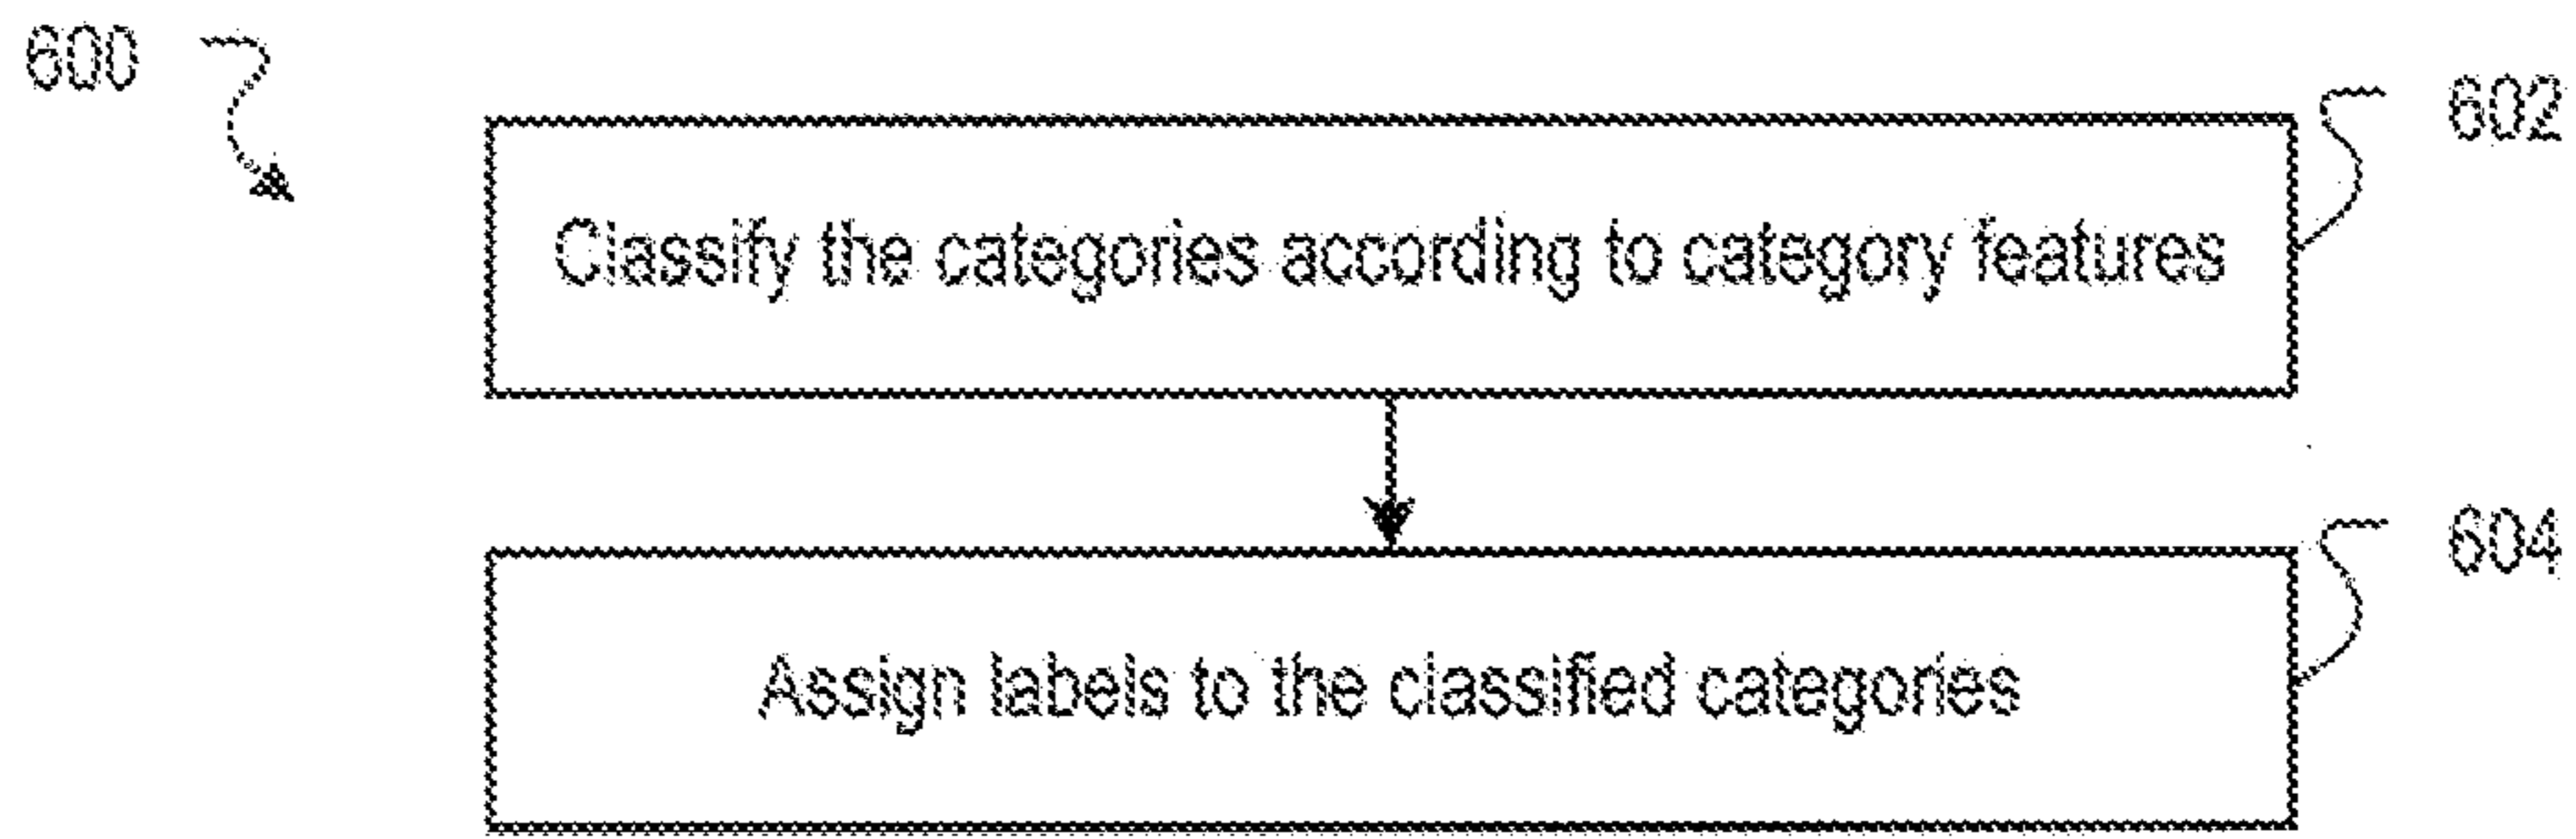 600
602
Classify the categories according to category features
604
Assign labels to the classified categories